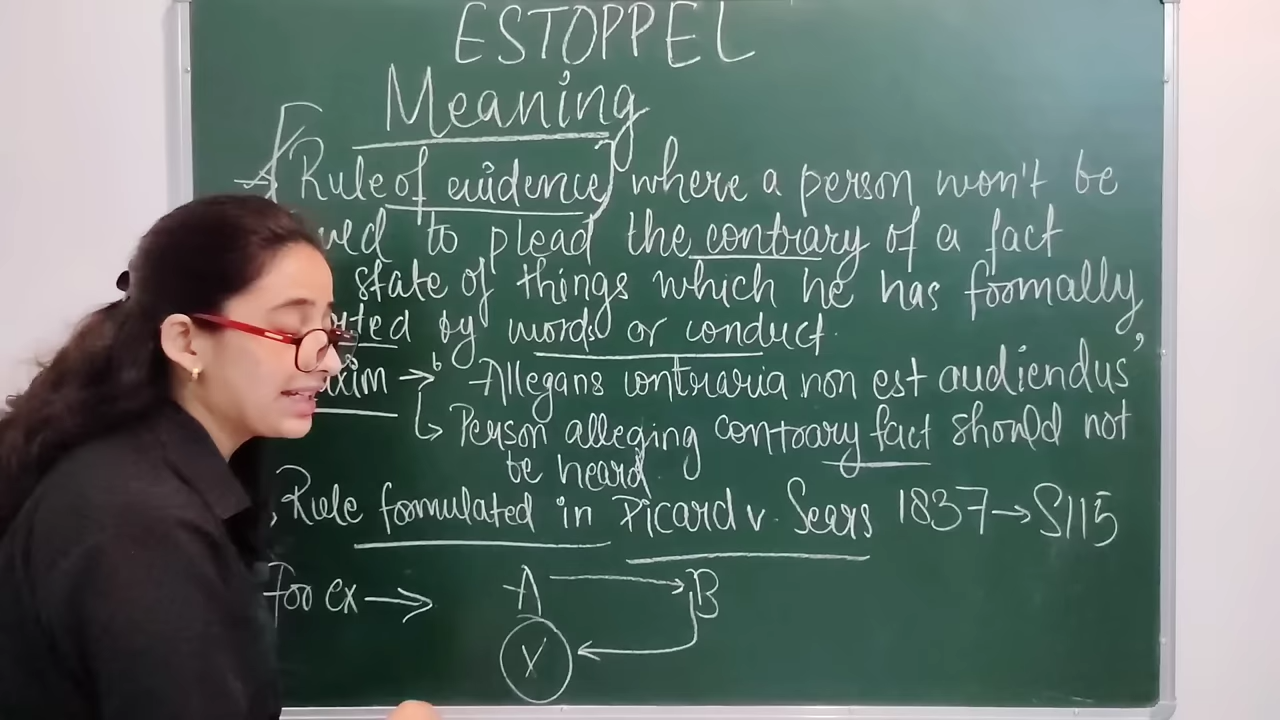 ESTOPPEL
Meaning
→ Rule of evidence where a person won't be
to plead the contrary of a fact
state of things which he has formally
by words or conduct.
→ "Allegans contraria non est audiendus"
↳ Person alleging contrary fact should not
be heard.
Rule formulated in Picard v. Sears 1837 → S115
For ex → A → B
X